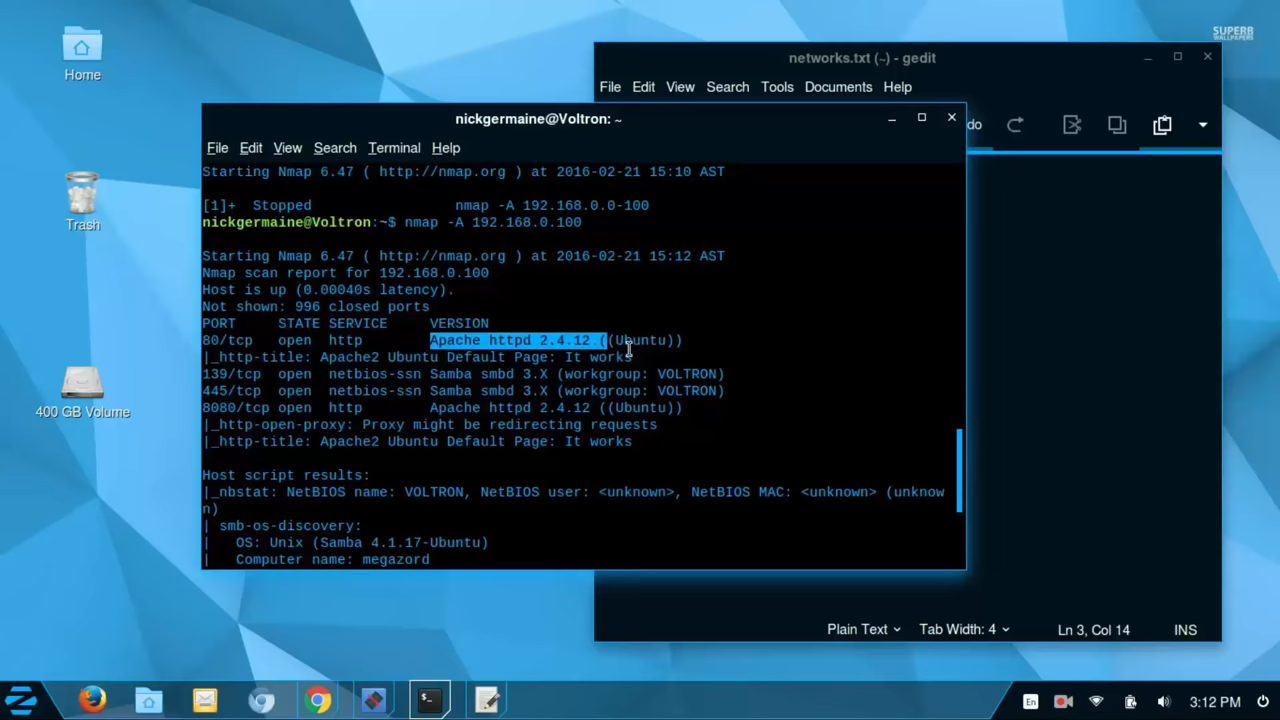 SUPERB
WALLPAPERS
Home
Trash
400 GB Volume
networks.txt (~) - gedit
File Edit View Search Tools Documents Help
do
nickgermaine@Voltron: ~
File Edit View Search Terminal Help
Starting Nmap 6.47 ( http://nmap.org ) at 2016-02-21 15:10 AST
[1]+ Stopped nmap -A 192.168.0.0-100
nickgermaine@Voltron:~$ nmap -A 192.168.0.100
Starting Nmap 6.47 ( http://nmap.org ) at 2016-02-21 15:12 AST
Nmap scan report for 192.168.0.100
Host is up (0.00040s latency).
Not shown: 996 closed ports
PORT STATE SERVICE VERSION
80/tcp open http Apache httpd 2.4.12 ((Ubuntu))
|_http-title: Apache2 Ubuntu Default Page: It works
139/tcp open netbios-ssn Samba smbd 3.X (workgroup: VOLTRON)
445/tcp open netbios-ssn Samba smbd 3.X (workgroup: VOLTRON)
8080/tcp open http Apache httpd 2.4.12 ((Ubuntu))
|_http-open-proxy: Proxy might be redirecting requests
|_http-title: Apache2 Ubuntu Default Page: It works
Host script results:
|_nbstat: NetBIOS name: VOLTRON, NetBIOS user: <unknown>, NetBIOS MAC: <unknown> (unknow
n)
| smb-os-discovery:
| OS: Unix (Samba 4.1.17-Ubuntu)
| Computer name: megazord
Plain Text Tab Width: 4 Ln 3, Col 14 INS
En 3:12 PM